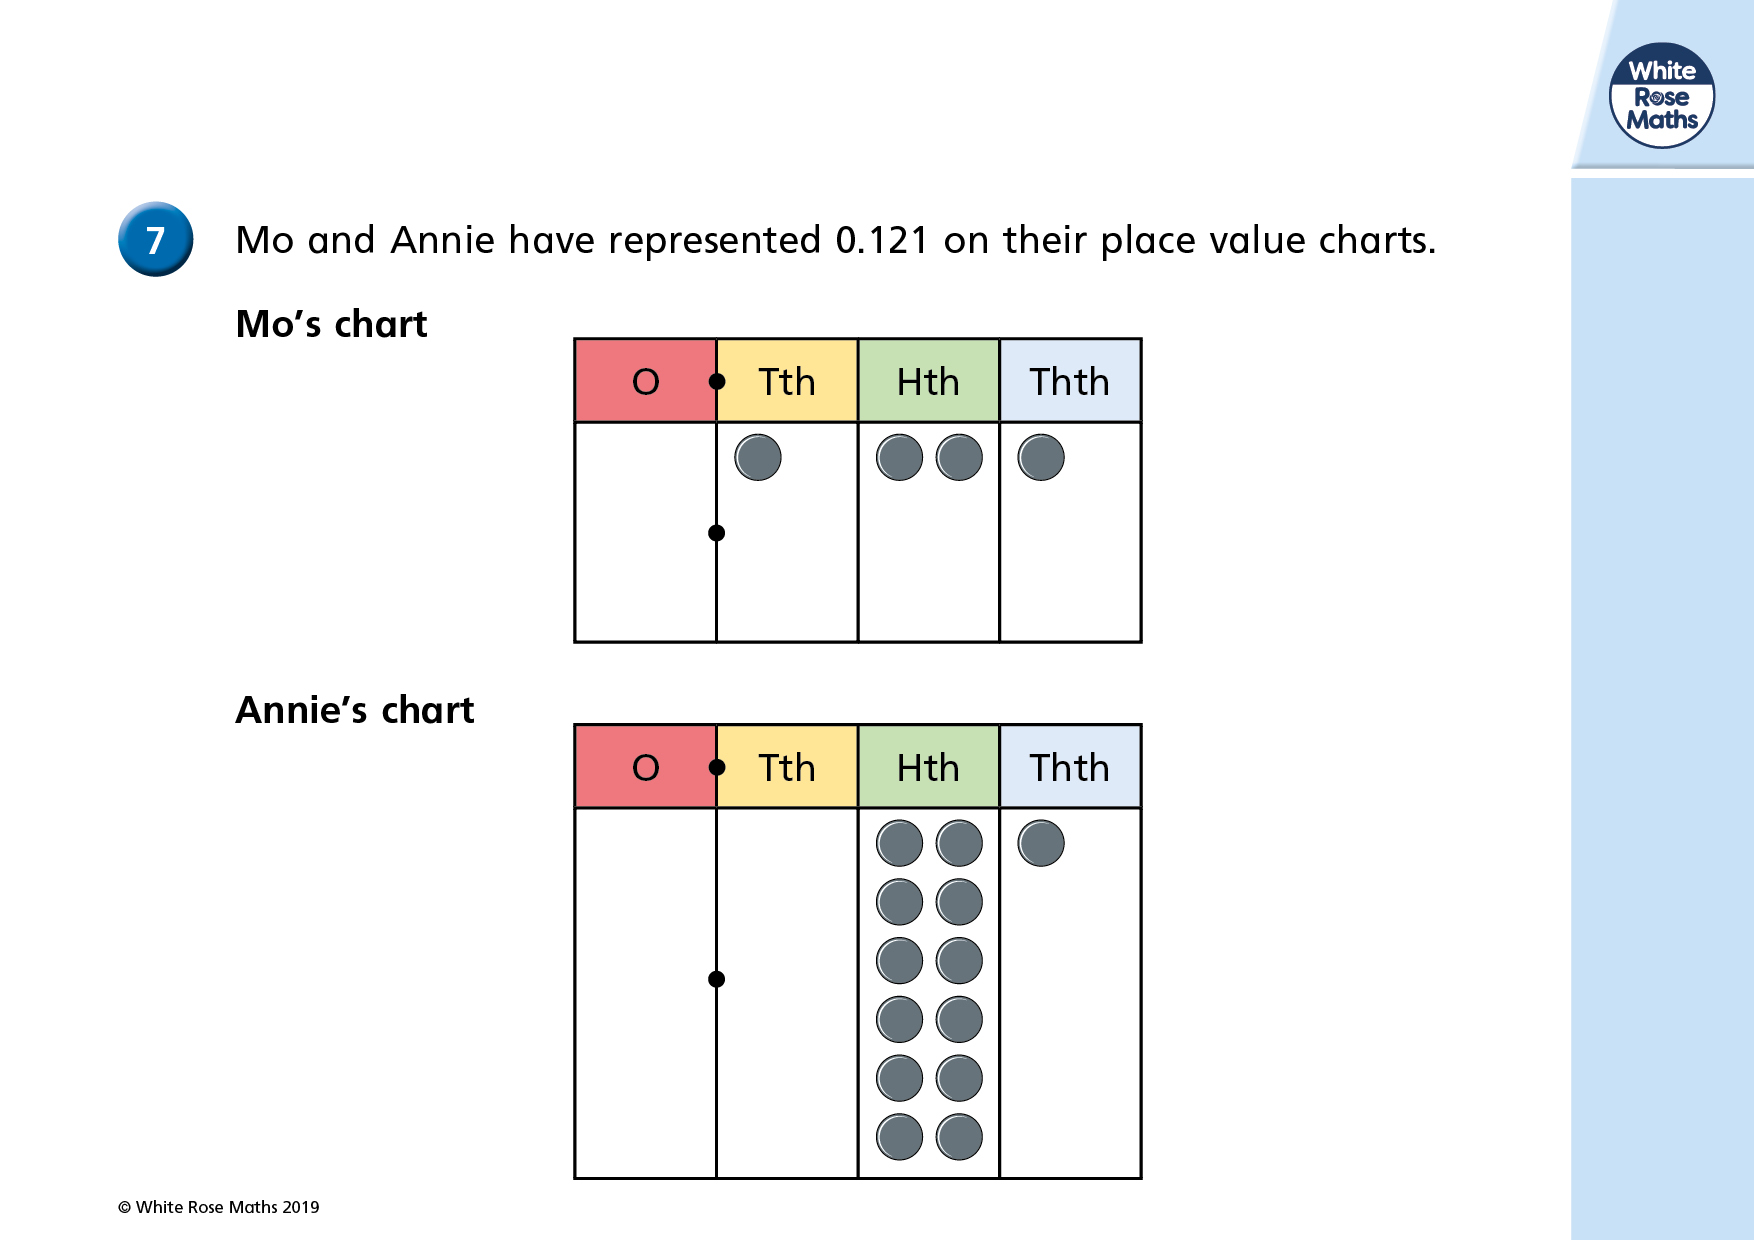 White
Rose
Maths
7 Mo and Annie have represented 0.121 on their place value charts.
Mo’s chart
O Tth Hth Thth
Annie’s chart
O Tth Hth Thth
© White Rose Maths 2019